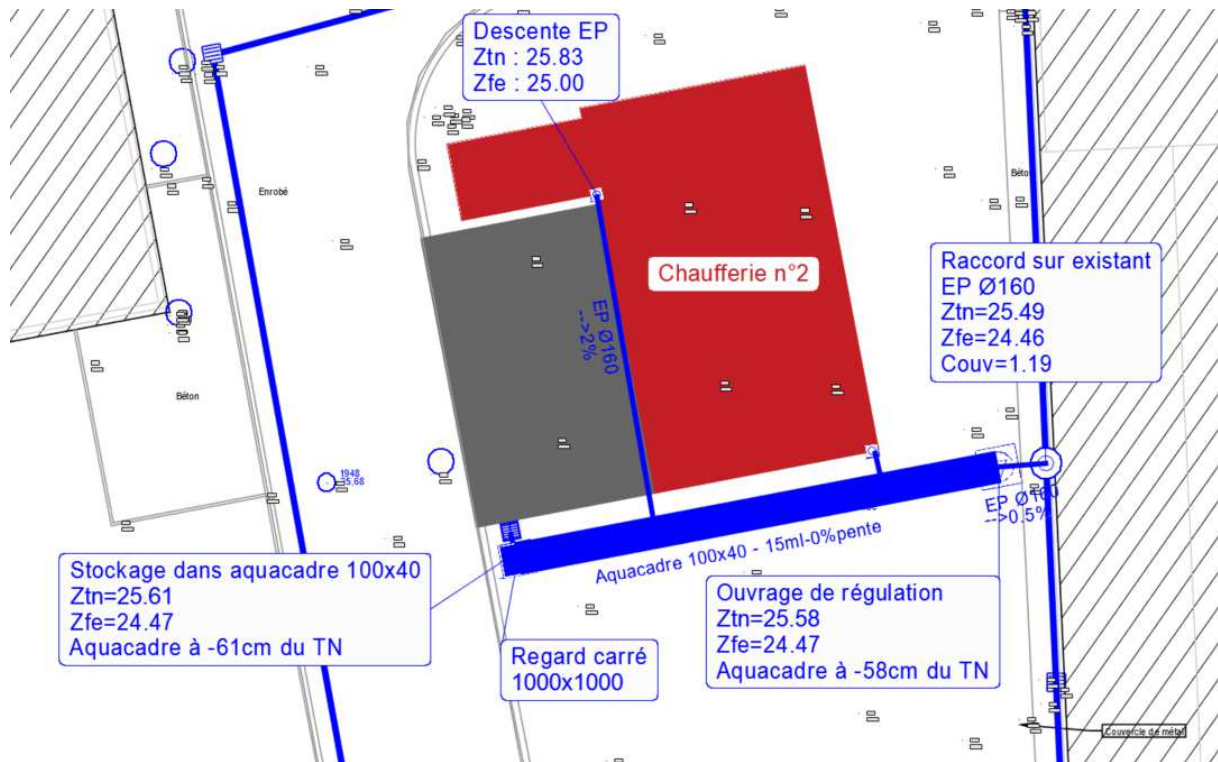 Descente EP
Ztn : 25.83
Zfe : 25.00
Enrobé
Béto
Chaufferie n°2
Raccord sur existant
EP Ø160
Ztn=25.49
Zfe=24.46
Couv=1.19
EP Ø160
-->2%
Béton
1948
EP Ø160
-->0.5%
Aquacadre 100x40 - 15ml-0%pente
Stockage dans aquacadre 100x40
Ztn=25.61
Zfe=24.47
Aquacadre à -61cm du TN
Regard carré
1000x1000
Ouvrage de régulation
Ztn=25.58
Zfe=24.47
Aquacadre à -58cm du TN
Couvercle de métal